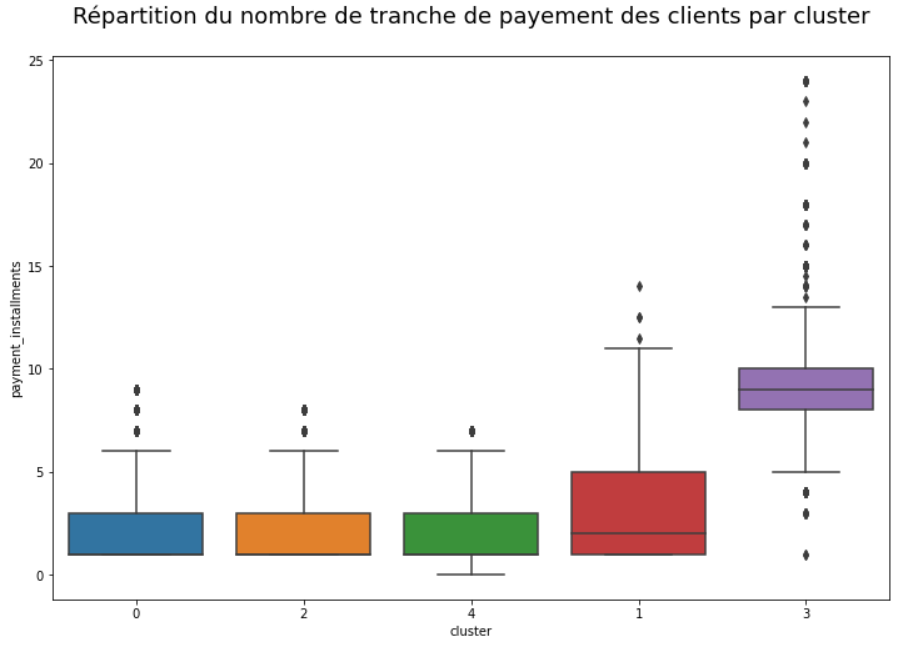 Répartition du nombre de tranche de payement des clients par cluster
25
20
15
10
5
0
payment_installments
0 2 4 1 3
cluster